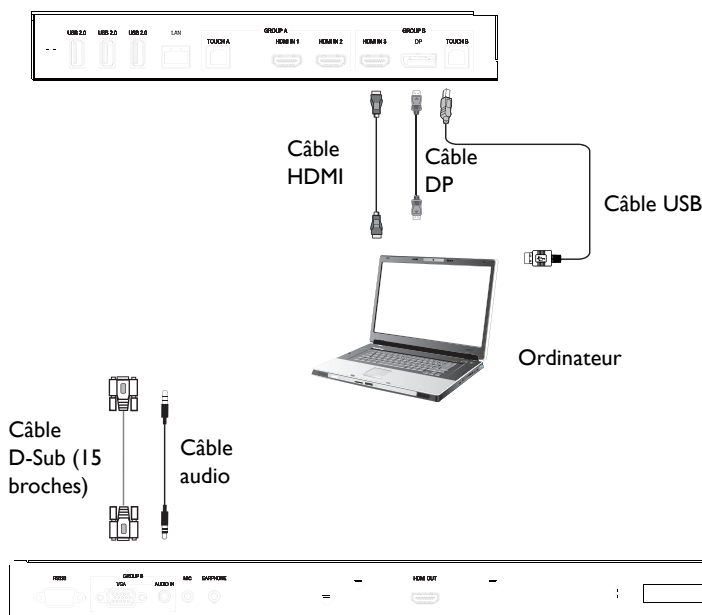 USB 2.0 USB 2.0 USB 2.0 LAN
GROUP A GROUP B
TOUCH A HDMI IN 1 HDMI IN 2 HDMI IN 3 DP TOUCH B
Câble
HDMI
Câble
DP
Câble USB
Ordinateur
Câble
D-Sub (15
broches)
Câble
audio
RS232 GROUP B MIC EARPHONE HDMI OUT
VGA AUDIO IN